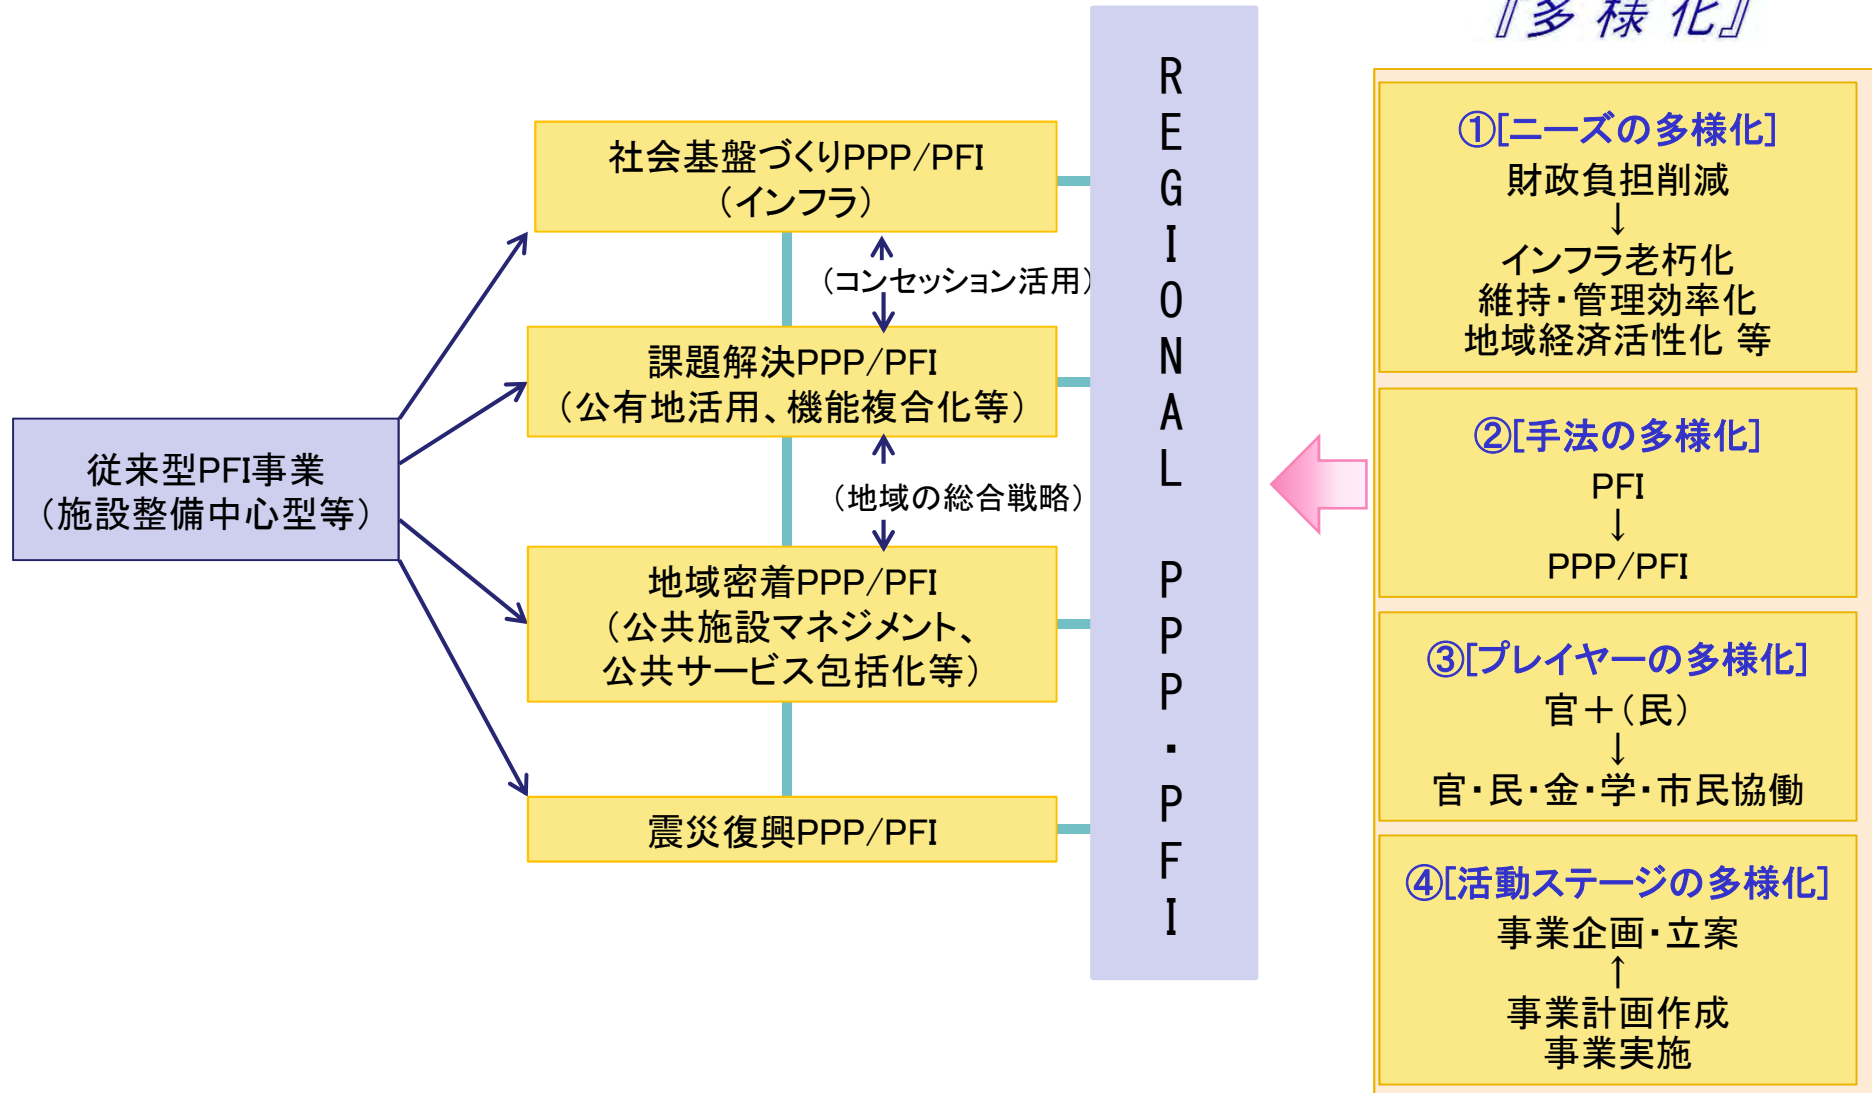 『多様化』
従来型PFI事業
（施設整備中心型等）
社会基盤づくりPPP/PFI
（インフラ）
（コンセッション活用）
課題解決PPP/PFI
（公有地活用、機能複合化等）
（地域の総合戦略）
地域密着PPP/PFI
（公共施設マネジメント、
公共サービス包括化等）
震災復興PPP/PFI
REGIONAL PPP・PFI
①[ニーズの多様化]
財政負担削減
↓
インフラ老朽化
維持・管理効率化
地域経済活性化 等
②[手法の多様化]
PFI
↓
PPP/PFI
③[プレイヤーの多様化]
官＋（民）
↓
官・民・金・学・市民協働
④[活動ステージの多様化]
事業企画・立案
↑
事業計画作成
事業実施